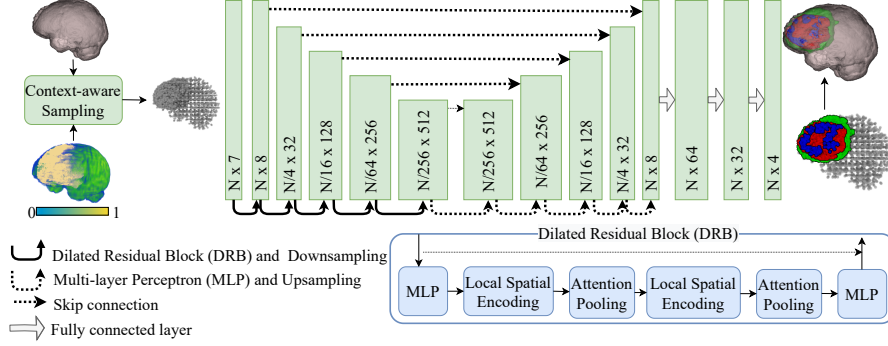 Context-aware
Sampling
0 1
N x 7
N x 8
N/4 x 32
N/16 x 128
N/64 x 256
N/256 x 512
N/256 x 512
N/64 x 256
N/16 x 128
N/4 x 32
N x 8
N x 64
N x 32
N x 4
Dilated Residual Block (DRB) and Downsampling
Multi-layer Perceptron (MLP) and Upsampling
Skip connection
Fully connected layer
Dilated Residual Block (DRB)
MLP
Local Spatial
Encoding
Attention
Pooling
Local Spatial
Encoding
Attention
Pooling
MLP